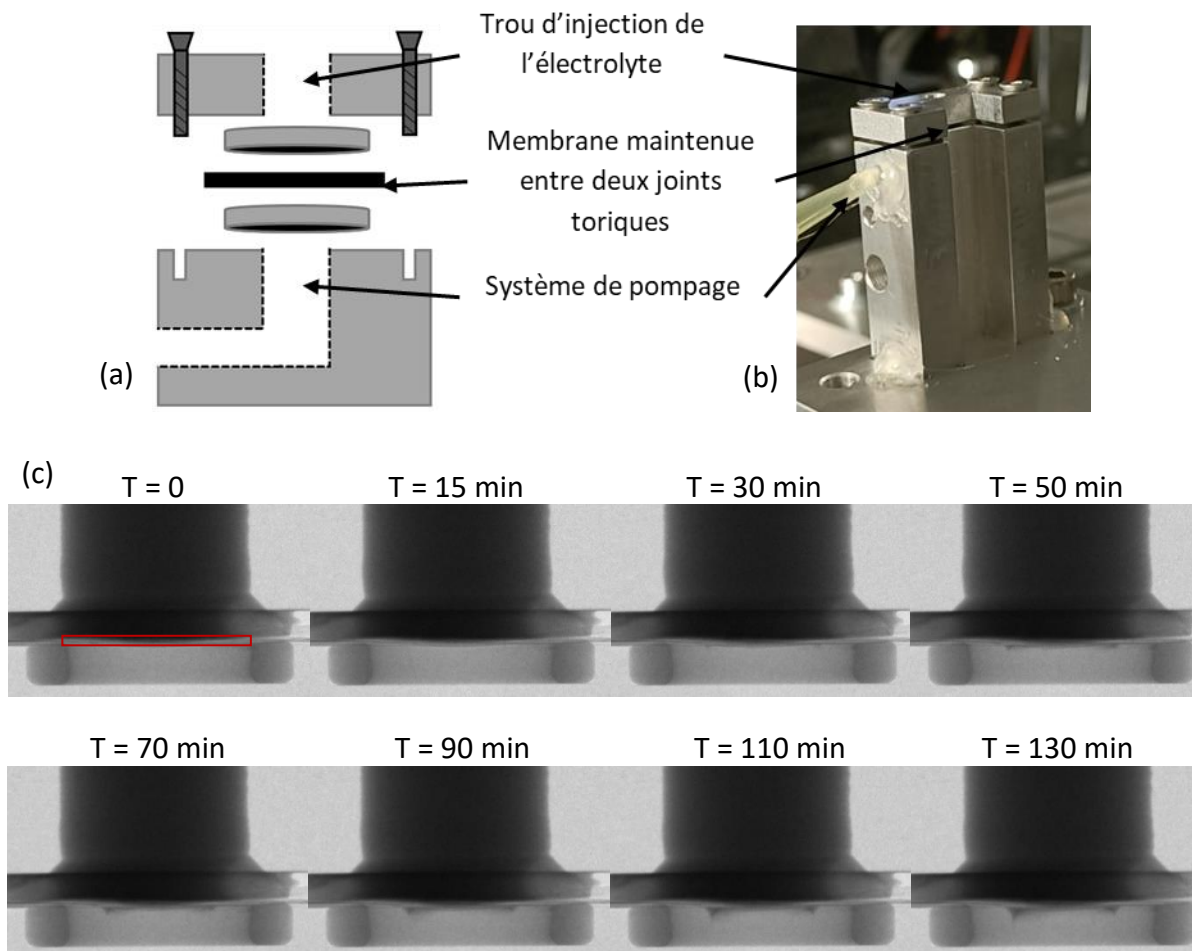 Trou d'injection de
l'électrolyte
Membrane maintenue
entre deux joints
toriques
Système de pompage
(a)
(b)
(c)
T = 0
T = 15 min
T = 30 min
T = 50 min
T = 70 min
T = 90 min
T = 110 min
T = 130 min